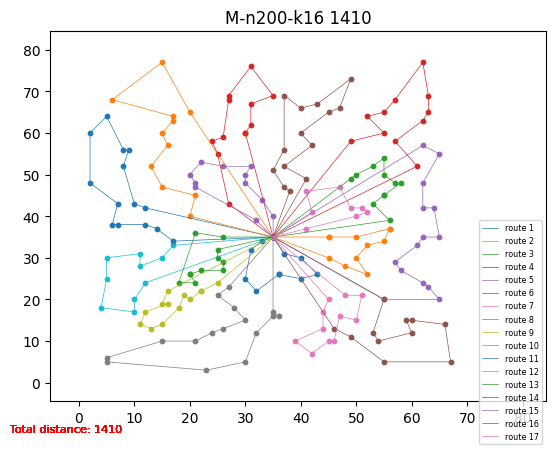 M-n200-k16 1410
80
70
60
50
40
30
20
10
0
0 10 20 30 40 50 60 70 80
route 1
route 2
route 3
route 4
route 5
route 6
route 7
route 8
route 9
route 10
route 11
route 12
route 13
route 14
route 15
route 16
route 17
Total distance: 1410